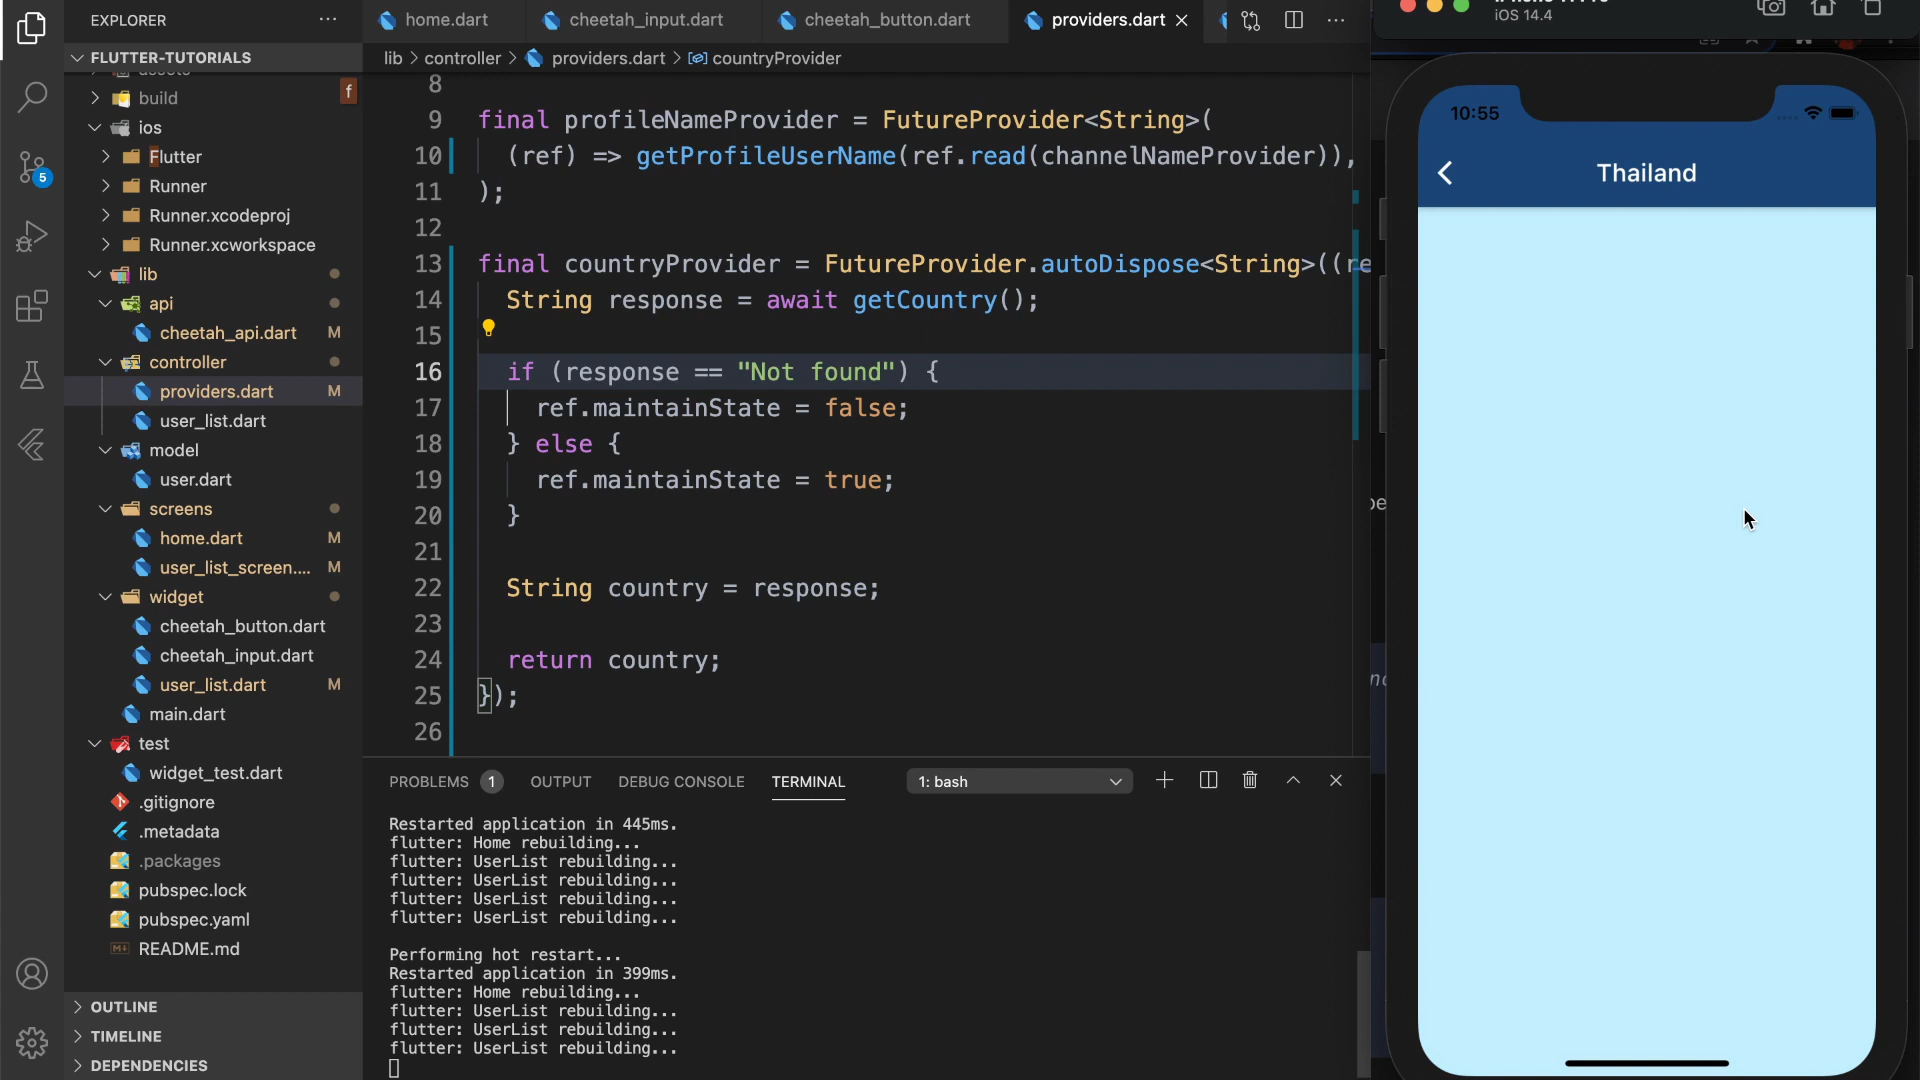 EXPLORER
FLUTTER-TUTORIALS
build
ios
Flutter
Runner
Runner.xcodeproj
Runner.xcworkspace
lib
api
cheetah_api.dart M
controller
providers.dart M
user_list.dart
model
user.dart
screens
home.dart M
user_list_screen.... M
widget
cheetah_button.dart
cheetah_input.dart
user_list.dart M
main.dart
test
widget_test.dart
.gitignore
.metadata
.packages
pubspec.lock
pubspec.yaml
README.md
OUTLINE
TIMELINE
DEPENDENCIES
5
f
home.dart cheetah_input.dart cheetah_button.dart providers.dart
lib > controller > providers.dart > countryProvider
8
9 final profileNameProvider = FutureProvider<String>(
10 (ref) => getProfileUserName(ref.read(channelNameProvider)),
11 );
12
13 final countryProvider = FutureProvider.autoDispose<String>((re
14 String response = await getCountry();
15
16 if (response == "Not found") {
17 ref.maintainState = false;
18 } else {
19 ref.maintainState = true;
20 }
21
22 String country = response;
23
24 return country;
25 });
26
PROBLEMS 1 OUTPUT DEBUG CONSOLE TERMINAL 1: bash
Restarted application in 445ms.
flutter: Home rebuilding...
flutter: UserList rebuilding...
flutter: UserList rebuilding...
flutter: UserList rebuilding...
flutter: UserList rebuilding...
Performing hot restart...
Restarted application in 399ms.
flutter: Home rebuilding...
flutter: UserList rebuilding...
flutter: UserList rebuilding...
flutter: UserList rebuilding...
iOS 14.4
10:55
Thailand